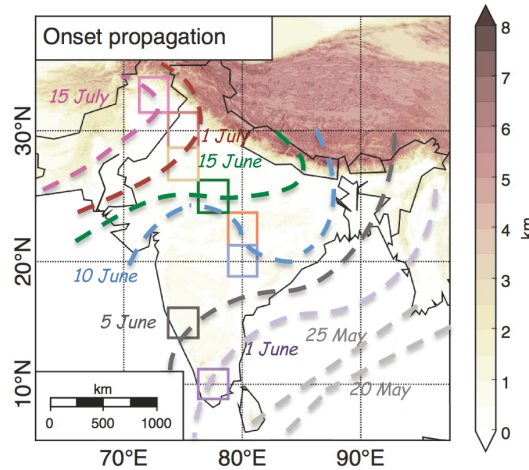 Onset propagation
15 July
1 July
15 June
10 June
5 June
1 June
25 May
20 May
30°N
20°N
10°N
70°E
80°E
90°E
km
0
500
1000
8
7
6
5
4
3
2
1
0
km